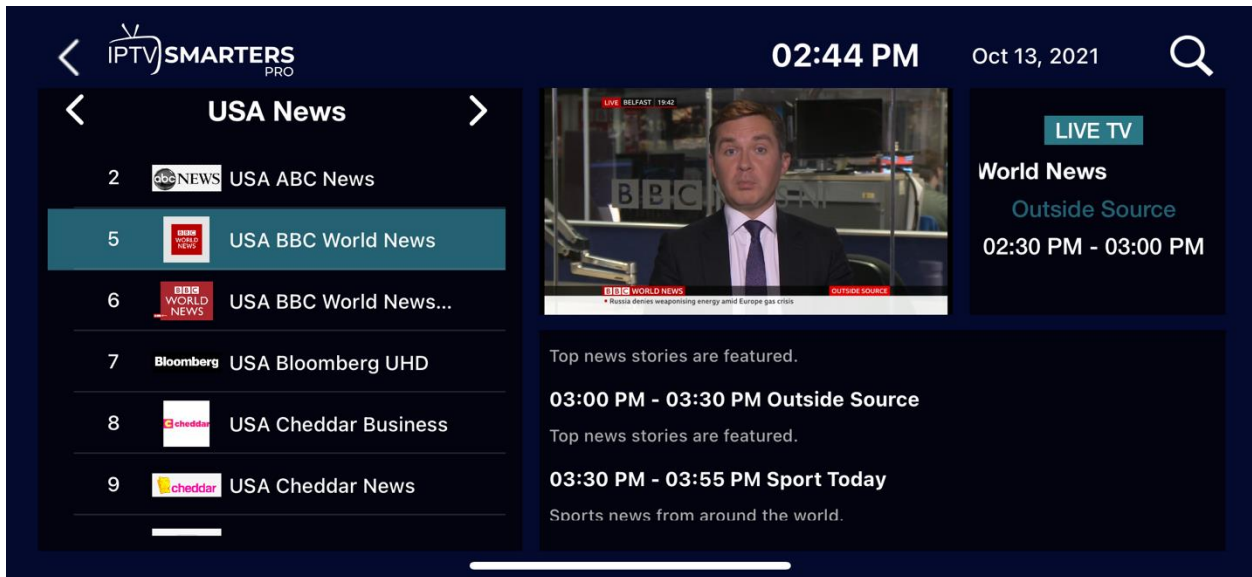 IPTV SMARTERS
PRO
02:44 PM
Oct 13, 2021
USA News
2 abc NEWS USA ABC News
5 BBC WORLD NEWS USA BBC World News
6 BBC WORLD NEWS USA BBC World News...
7 Bloomberg USA Bloomberg UHD
8 cheddar USA Cheddar Business
9 cheddar USA Cheddar News
LIVE BELFAST 19:42
BBC
BBC WORLD NEWS OUTSIDE SOURCE
• Russia denies weaponising energy amid Europe gas crisis
LIVE TV
World News
Outside Source
02:30 PM - 03:00 PM
Top news stories are featured.
03:00 PM - 03:30 PM Outside Source
Top news stories are featured.
03:30 PM - 03:55 PM Sport Today
Sports news from around the world.